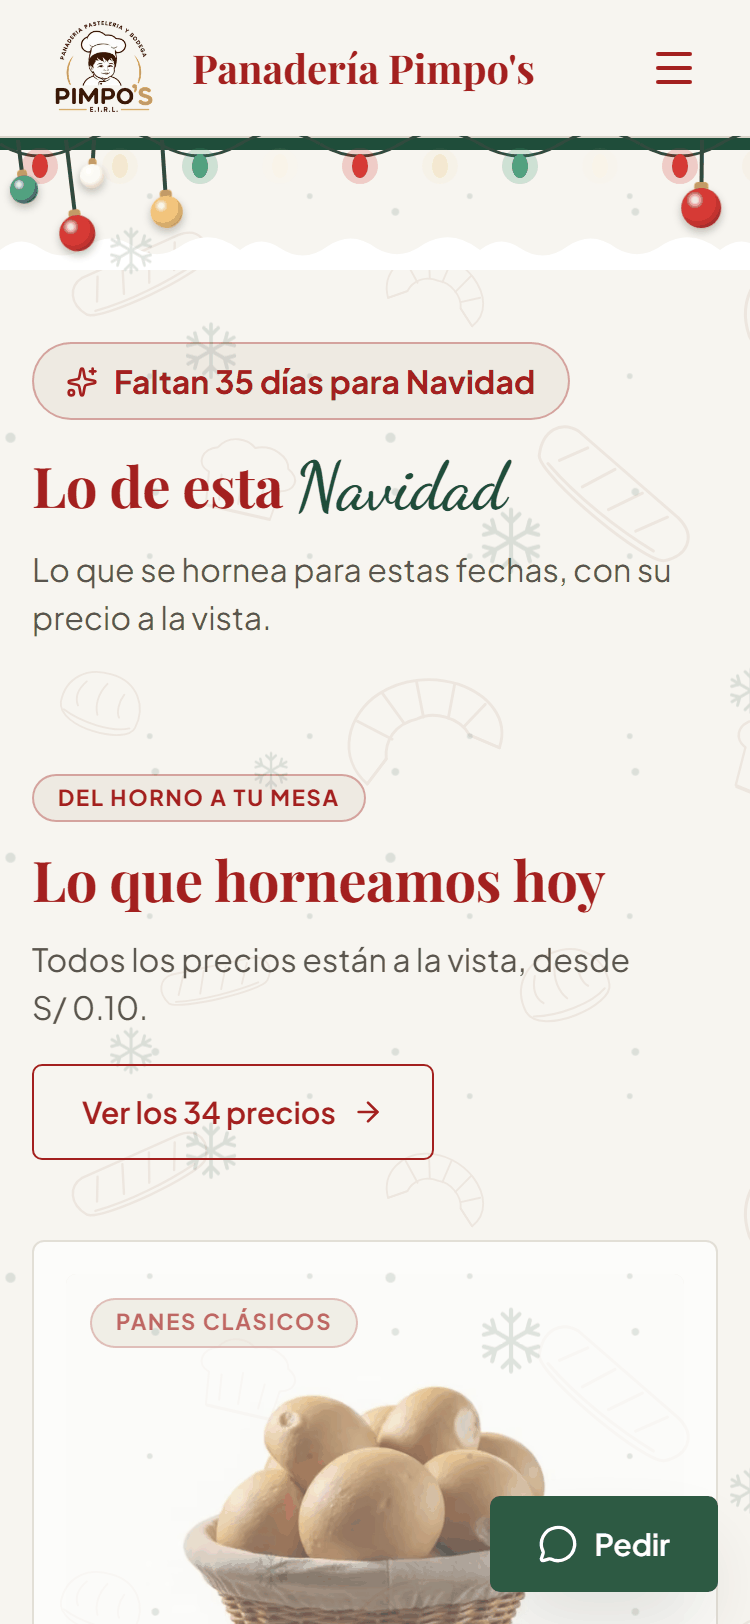 PANADERÍA PASTELERÍA Y BODEGA
PIMPO'S
E.I.R.L.
Panadería Pimpo's
Faltan 35 días para Navidad
Lo de esta Navidad
Lo que se hornea para estas fechas, con su
precio a la vista.
DEL HORNO A TU MESA
Lo que horneamos hoy
Todos los precios están a la vista, desde
S/ 0.10.
Ver los 34 precios
PANES CLÁSICOS
Pedir